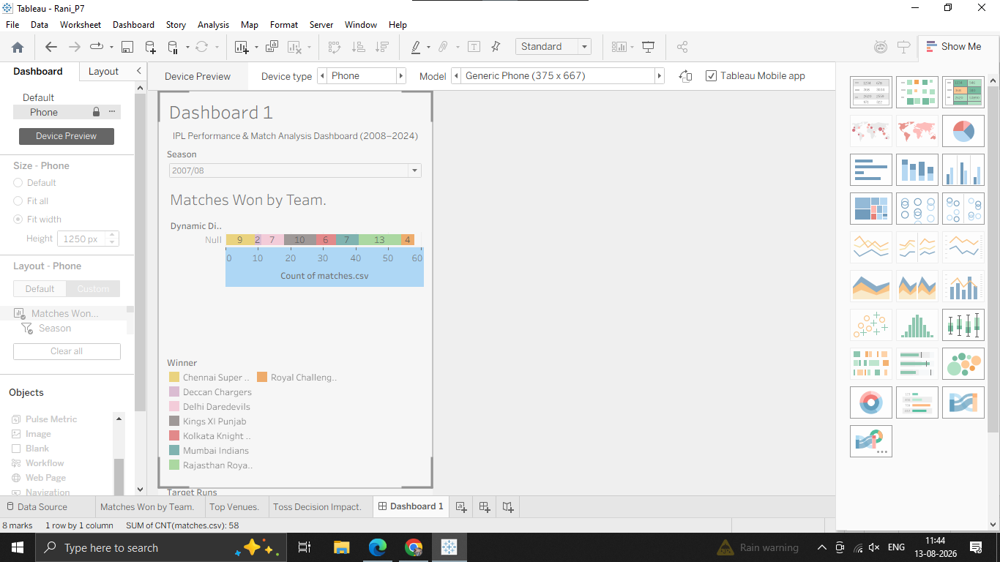 Tableau - Rani_P7
File Data Worksheet Dashboard Story Analysis Map Format Server Window Help
Standard
Show Me
Dashboard Layout
Device Preview Device type Phone Model Generic Phone (375 x 667) Tableau Mobile app
Default
Phone
Device Preview
Size - Phone
Default
Fit all
Fit width
Height 1250 px
Layout - Phone
Default Custom
Matches Won...
Season
Clear all
Objects
Pulse Metric
Image
Blank
Workflow
Web Page
Navigation
Dashboard 1
IPL Performance & Match Analysis Dashboard (2008–2024)
Season
2007/08
Matches Won by Team.
Dynamic Di..
Null 9 2 7 10 6 7 13 4
0 10 20 30 40 50 60
Count of matches.csv
Winner
Chennai Super .. Royal Challeng..
Deccan Chargers
Delhi Daredevils
Kings XI Punjab
Kolkata Knight ..
Mumbai Indians
Rajasthan Roya..
Target Runs
Data Source Matches Won by Team. Top Venues. Toss Decision Impact. Dashboard 1
8 marks 1 row by 1 column SUM of CNT(matches.csv): 58
Type here to search
Rain warning
ENG
11:44
13-08-2026